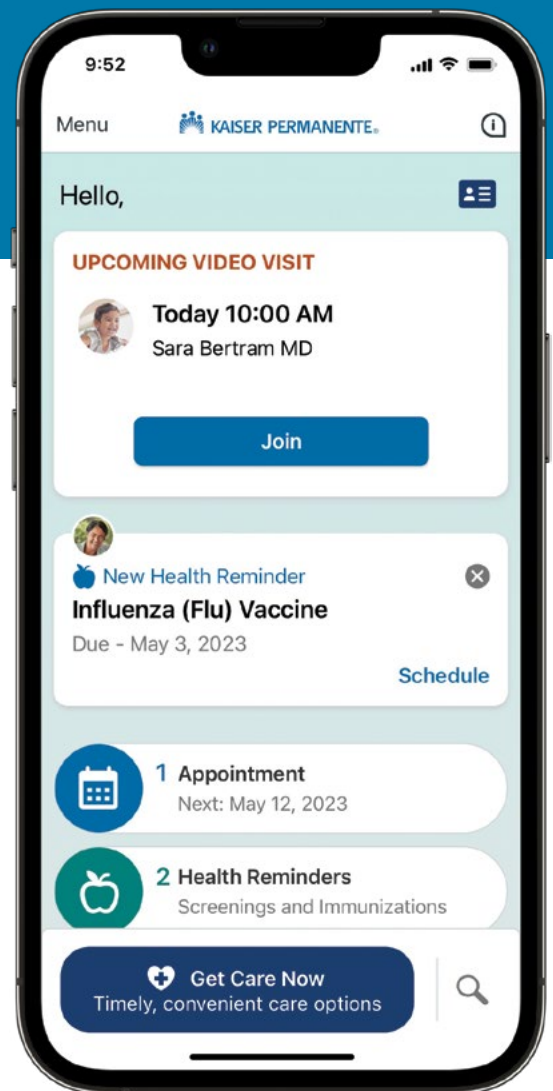 9:52
Menu
KAISER PERMANENTE®
Hello,
UPCOMING VIDEO VISIT
Today 10:00 AM
Sara Bertram MD
Join
New Health Reminder
Influenza (Flu) Vaccine
Due - May 3, 2023
Schedule
1 Appointment
Next: May 12, 2023
2 Health Reminders
Screenings and Immunizations
Get Care Now
Timely, convenient care options